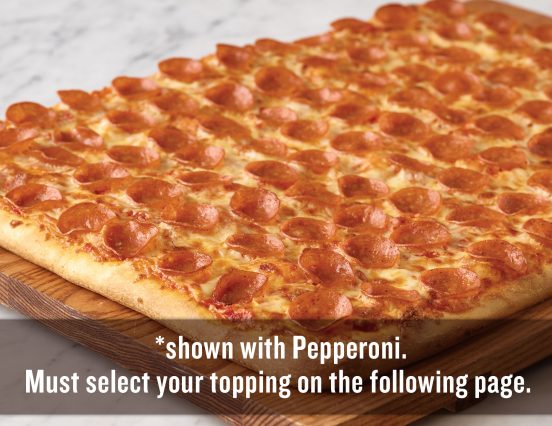 *shown with Pepperoni.
Must select your topping on the following page.